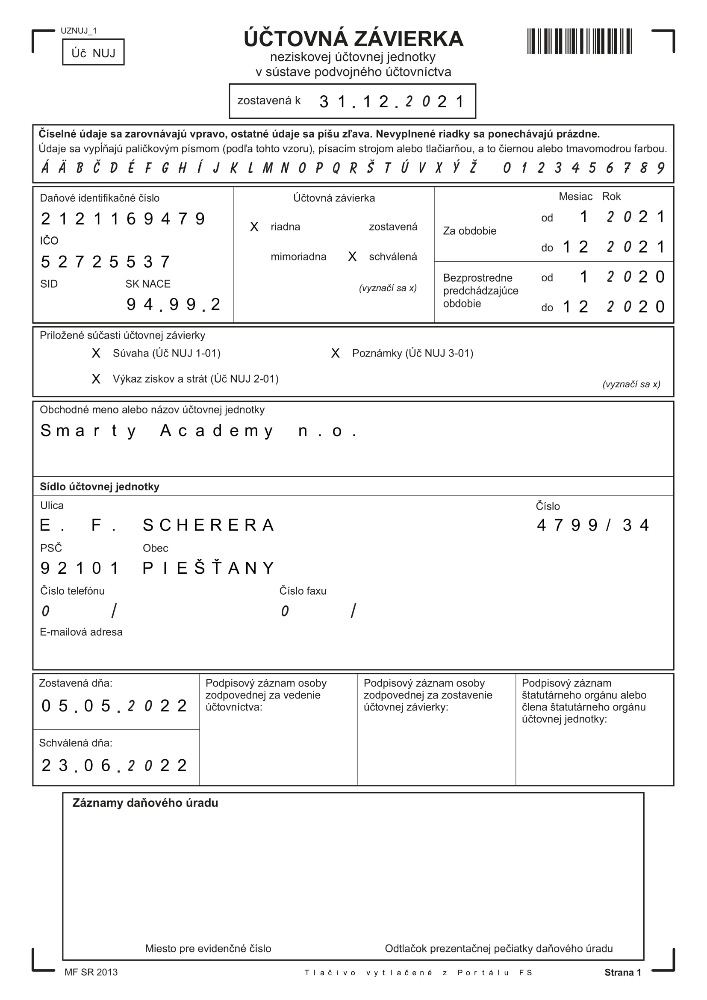 UZNUJ_1
Úč NUJ
ÚČTOVNÁ ZÁVIERKA
neziskovej účtovnej jednotky
v sústave podvojného účtovníctva
zostavená k 31.12.2021
Číselné údaje sa zarovnávajú vpravo, ostatné údaje sa píšu zľava. Nevyplnené riadky sa ponechávajú prázdne.
Údaje sa vypĺňajú paličkovým písmom (podľa tohto vzoru), písacím strojom alebo tlačiarňou, a to čiernou alebo tmavomodrou farbou.
Á Ä B Č D É F G H Í J K L M N O P Q R Š T Ú V X Ý Ž 0 1 2 3 4 5 6 7 8 9
Daňové identifikačné číslo
2121169479
IČO
52725537
SID SK NACE
94.99.2
Účtovná závierka
X riadna zostavená
mimoriadna X schválená
(vyznačí sa x)
Mesiac Rok
Za obdobie
od 1 2021
do 12 2021
Bezprostredne
predchádzajúce
obdobie
od 1 2020
do 12 2020
Priložené súčasti účtovnej závierky
X Súvaha (Úč NUJ 1-01) X Poznámky (Úč NUJ 3-01)
X Výkaz ziskov a strát (Úč NUJ 2-01)
(vyznačí sa x)
Obchodné meno alebo názov účtovnej jednotky
Smarty Academy n.o.
Sídlo účtovnej jednotky
Ulica Číslo
E. F. SCHERERA 4799/34
PSČ Obec
92101 PIEŠŤANY
Číslo telefónu Číslo faxu
0 / 0 /
E-mailová adresa
Zostavená dňa:
05.05.2022
Schválená dňa:
23.06.2022
Podpisový záznam osoby
zodpovednej za vedenie
účtovníctva:
Podpisový záznam osoby
zodpovednej za zostavenie
účtovnej závierky:
Podpisový záznam
štatutárneho orgánu alebo
člena štatutárneho orgánu
účtovnej jednotky:
Záznamy daňového úradu
Miesto pre evidenčné číslo Odtlačok prezentačnej pečiatky daňového úradu
MF SR 2013 Tlačivo vytlačené z Portálu FS Strana 1